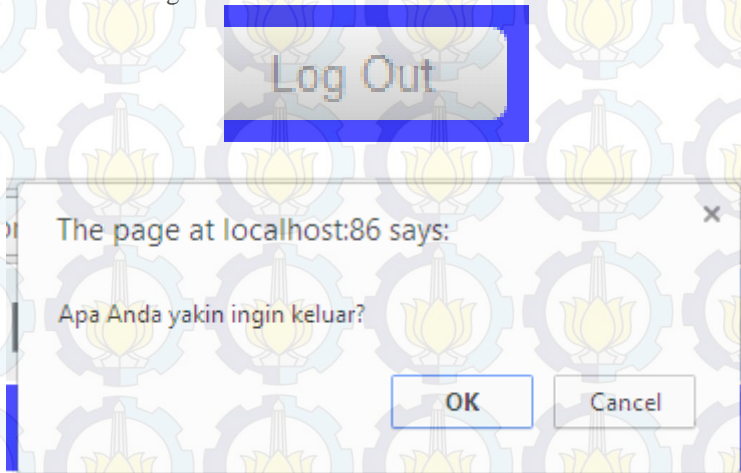 Log Out
The page at localhost:86 says:
Apa Anda yakin ingin keluar?
OK Cancel